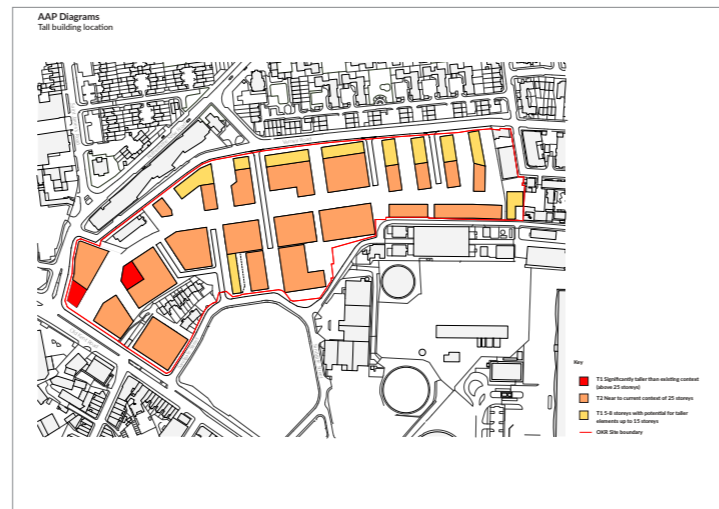 AAP Diagrams
Tall building location
Key
T1 Significantly taller than existing context
(above 25 storeys)
T2 Near to current context of 25 storeys
T1 5-8 storeys with potential for taller
elements up to 15 storeys
OKR Site boundary